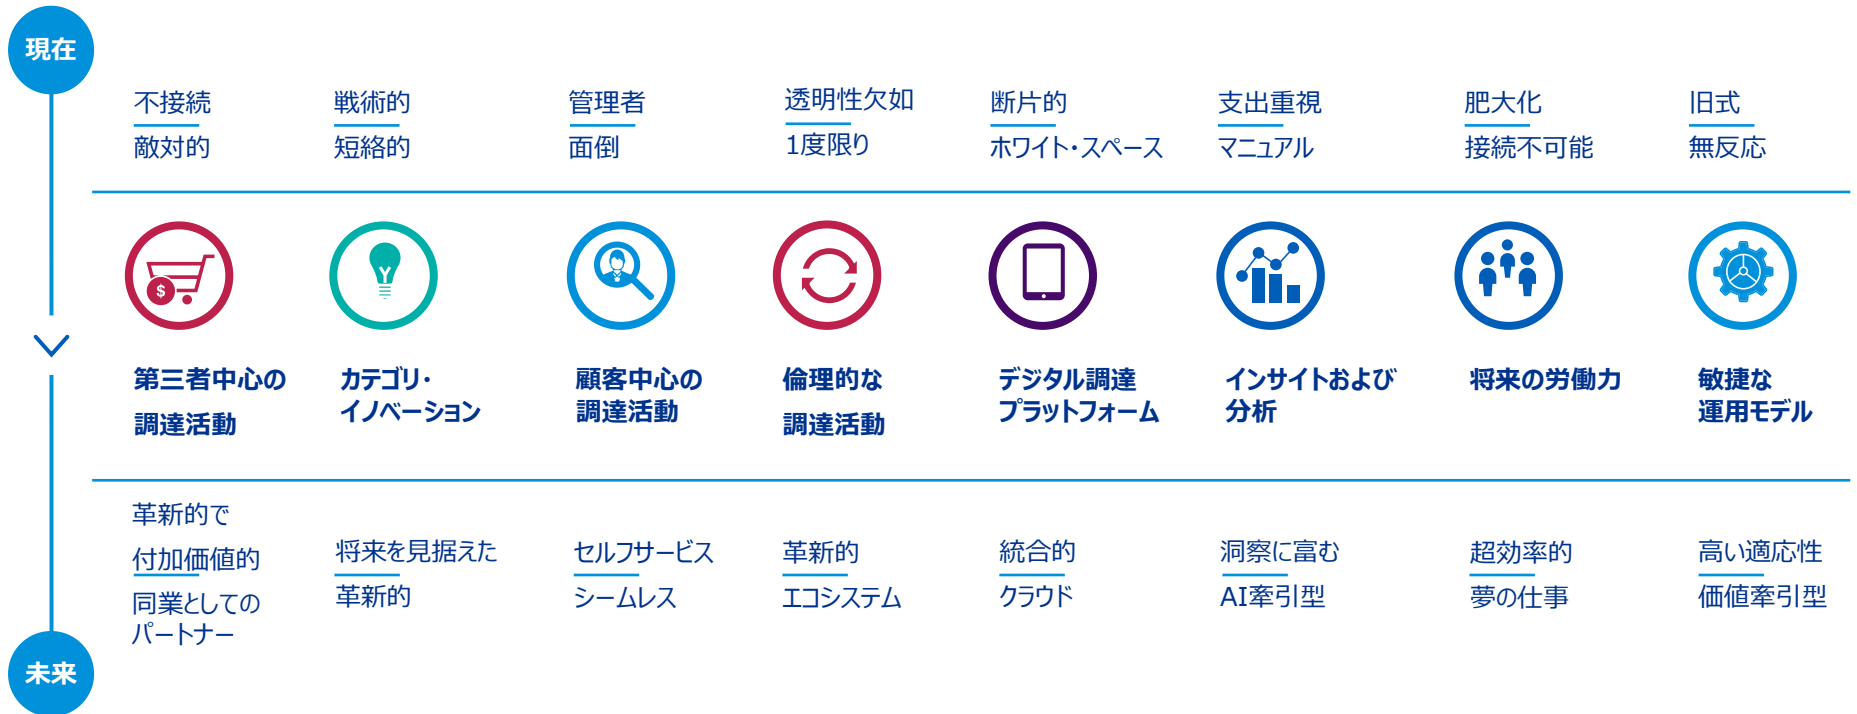 現在
不接続
敵対的
戦術的
短絡的
管理者
面倒
透明性欠如
1度限り
断片的
ホワイト・スペース
支出重視
マニュアル
肥大化
接続不可能
旧式
無反応
$
第三者中心の
調達活動
カテゴリ・
イノベーション
顧客中心の
調達活動
倫理的な
調達活動
デジタル調達
プラットフォーム
インサイトおよび
分析
将来の労働力
敏捷な
運用モデル
革新的で
付加価値的
同業としての
パートナー
将来を見据えた
革新的
セルフサービス
シームレス
革新的
エコシステム
統合的
クラウド
洞察に富む
AI牽引型
超効率的
夢の仕事
高い適応性
価値牽引型
未来